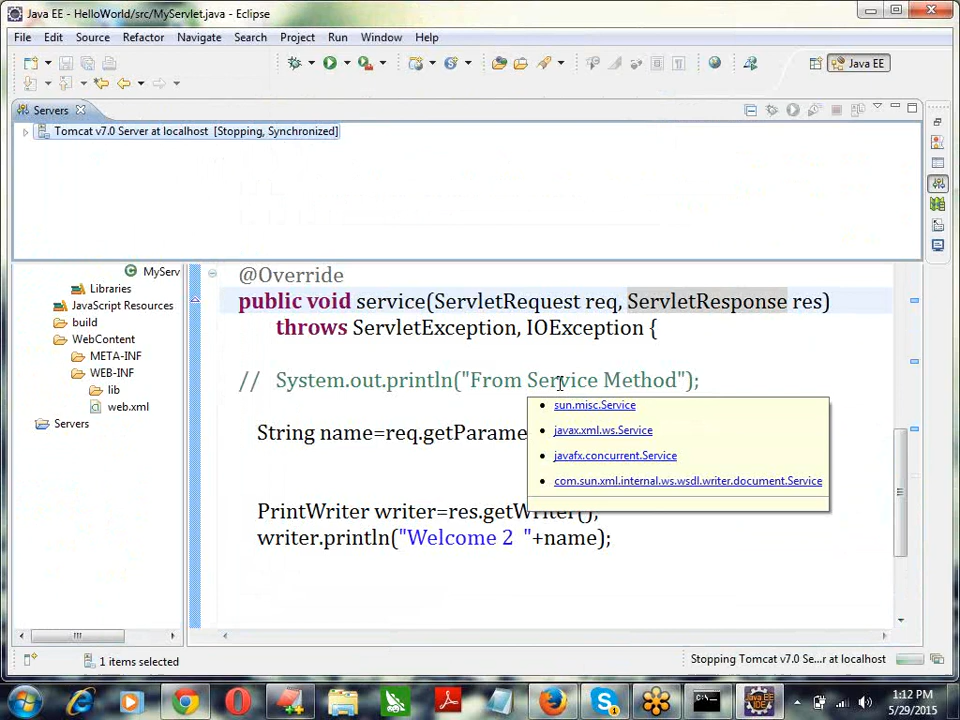 Java EE - HelloWorld/src/MyServlet.java - Eclipse
File Edit Source Refactor Navigate Search Project Run Window Help
Java EE
Servers
Tomcat v7.0 Server at localhost [Stopping, Synchronized]
MyServ
Libraries
JavaScript Resources
build
WebContent
META-INF
WEB-INF
lib
web.xml
Servers
@Override
public void service(ServletRequest req, ServletResponse res)
throws ServletException, IOException {
// System.out.println("From Service Method");
String name=req.getParame
sun.misc.Service
javax.xml.ws.Service
javafx.concurrent.Service
com.sun.xml.internal.ws.wsdl.writer.document.Service
PrintWriter writer=res.getWriter();
writer.println("Welcome 2 "+name);
1 items selected
Stopping Tomcat v7.0 Se...r at localhost
1:12 PM
5/29/2015